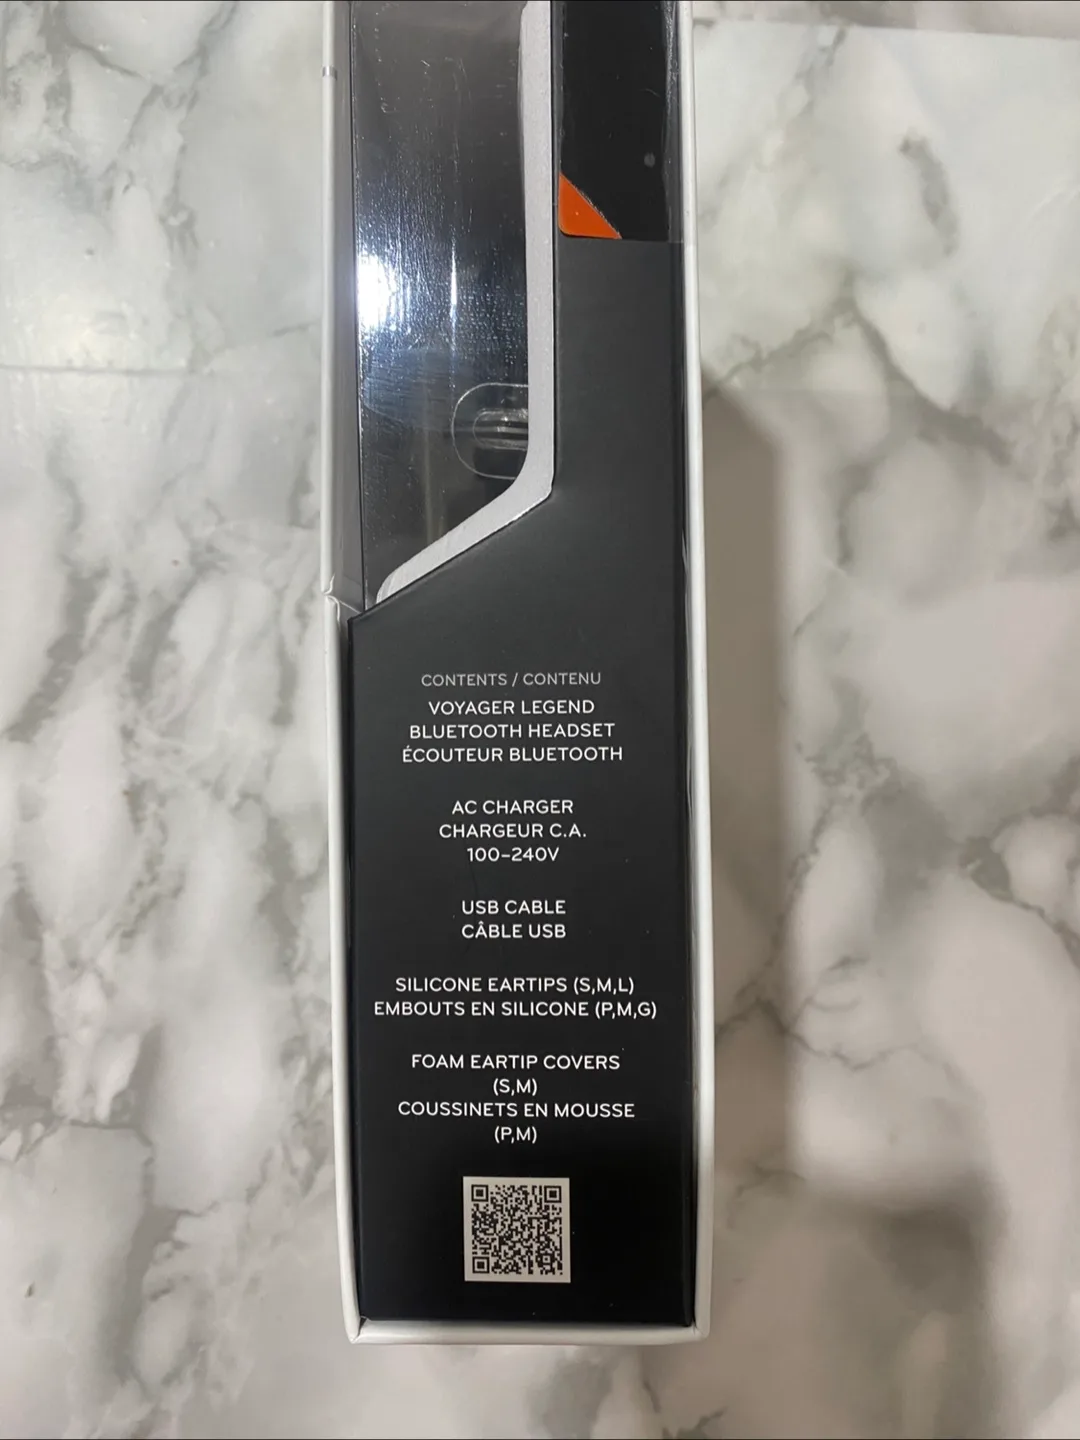 CONTENTS / CONTENU
VOYAGER LEGEND
BLUETOOTH HEADSET
ÉCOUTEUR BLUETOOTH
AC CHARGER
CHARGEUR C.A.
100–240V
USB CABLE
CÂBLE USB
SILICONE EARTIPS (S,M,L)
EMBOUTS EN SILICONE (P,M,G)
FOAM EARTIP COVERS
(S,M)
COUSSINETS EN MOUSSE
(P,M)